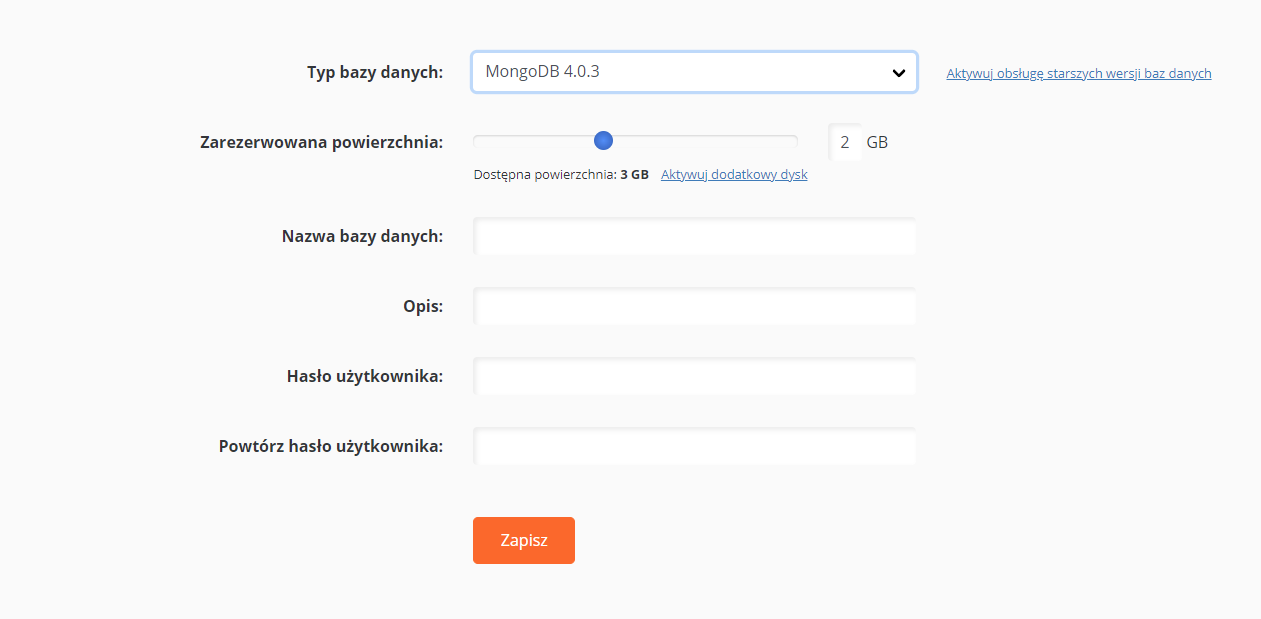 Typ bazy danych: MongoDB 4.0.3 Aktywuj obsługę starszych wersji baz danych
Zarezerwowana powierzchnia: 2 GB
Dostępna powierzchnia: 3 GB Aktywuj dodatkowy dysk
Nazwa bazy danych:
Opis:
Hasło użytkownika:
Powtórz hasło użytkownika:
Zapisz